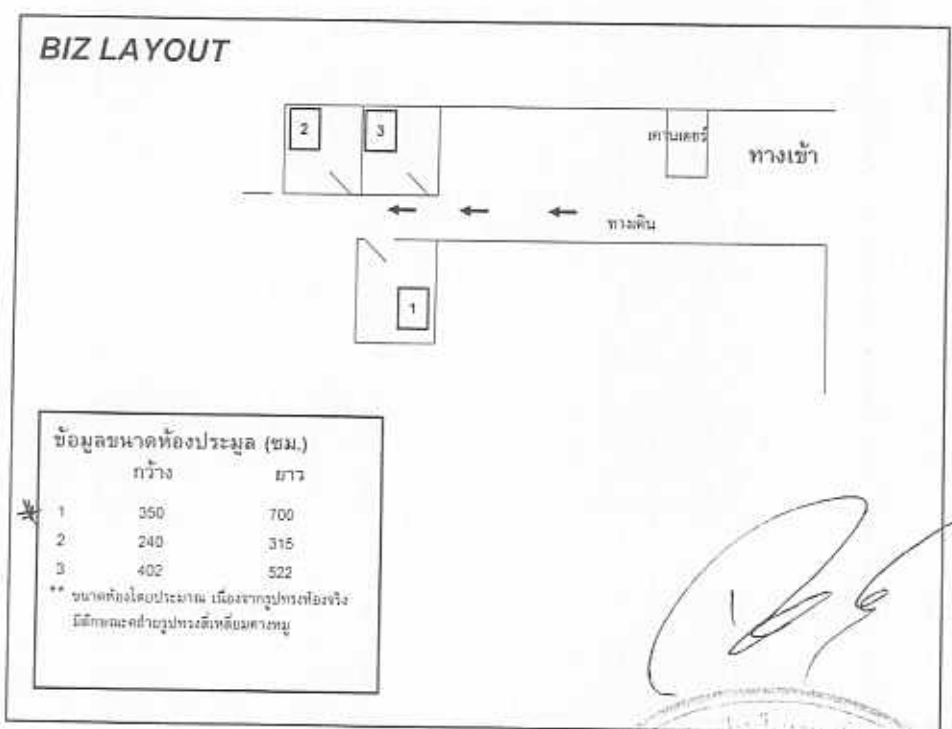 BIZ LAYOUT
2
3
เคาน์เตอร์
ทางเข้า
ทางเดิน
1
ข้อมูลขนาดห้องประมูล (ซม.)
กว้าง ยาว
1 350 700
2 240 315
3 402 522
** ขนาดห้องโดยประมาณ เนื่องจากรูปทรงห้องจริง
มีลักษณะคล้ายรูปทรงสี่เหลี่ยมคางหมู